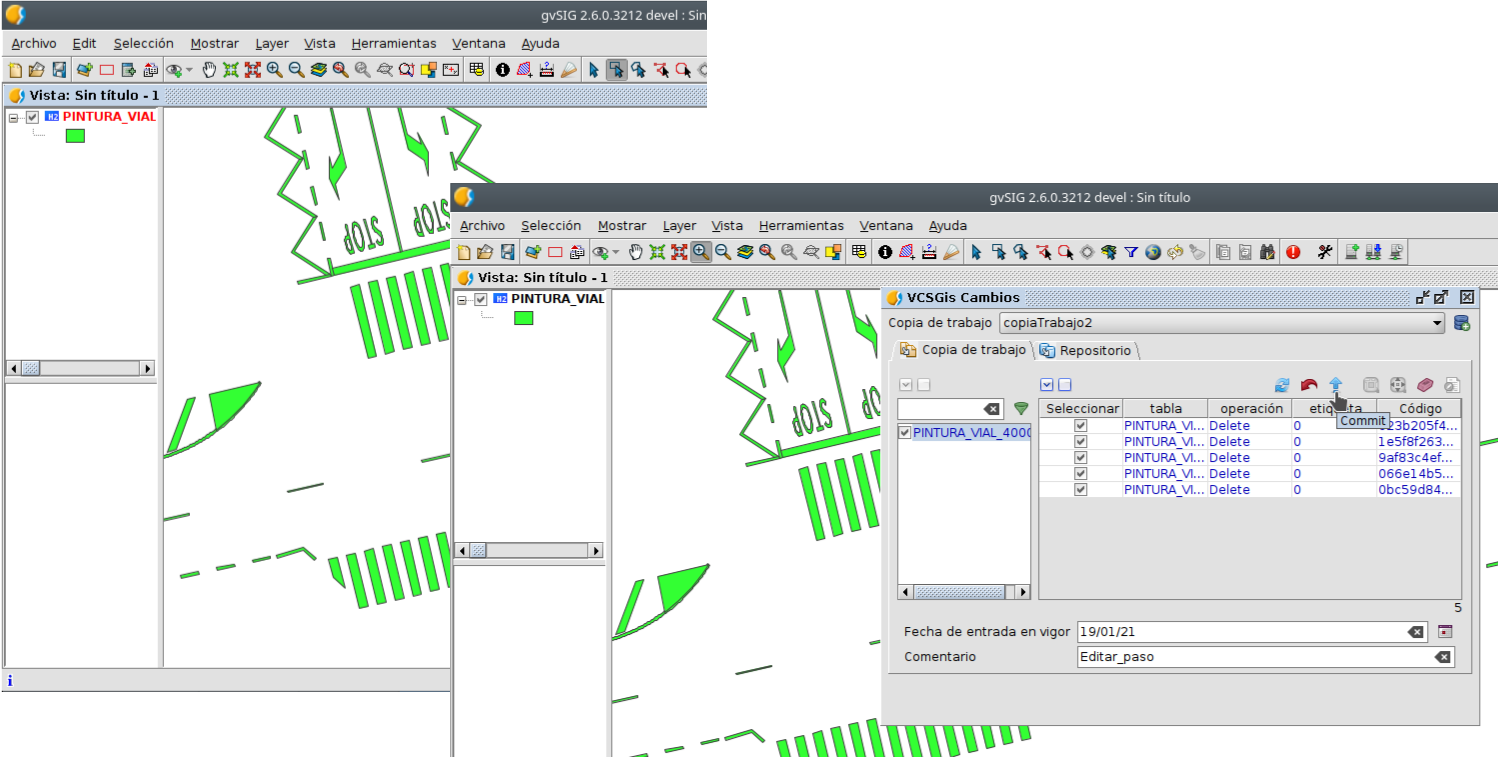 gvSIG 2.6.0.3212 devel : Sin
Archivo Edit Selección Mostrar Layer Vista Herramientas Ventana Ayuda
Vista: Sin título - 1
H2 PINTURA_VIAL
STOP STOP
i
gvSIG 2.6.0.3212 devel : Sin título
Archivo Selección Mostrar Layer Vista Herramientas Ventana Ayuda
Vista: Sin título - 1
H2 PINTURA_VIAL
STOP
VCSGis Cambios
Copia de trabajo copiaTrabajo2
Copia de trabajo Repositorio
Seleccionar tabla operación etiqueta Código
Commit
PINTURA_VIAL_4000
PINTURA_VI... Delete 0 23b205f4...
PINTURA_VI... Delete 0 1e5f8f263...
PINTURA_VI... Delete 0 9af83c4ef...
PINTURA_VI... Delete 0 066e14b5...
PINTURA_VI... Delete 0 0bc59d84...
5
Fecha de entrada en vigor 19/01/21
Comentario Editar_paso